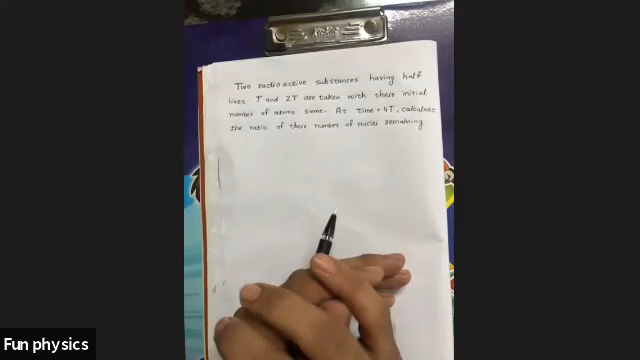 Two radioactive substances having half
lives T and 2T are taken with their initial
number of atoms same. At time = 4T, calculate
the ratio of their number of nuclei remaining.
Fun physics